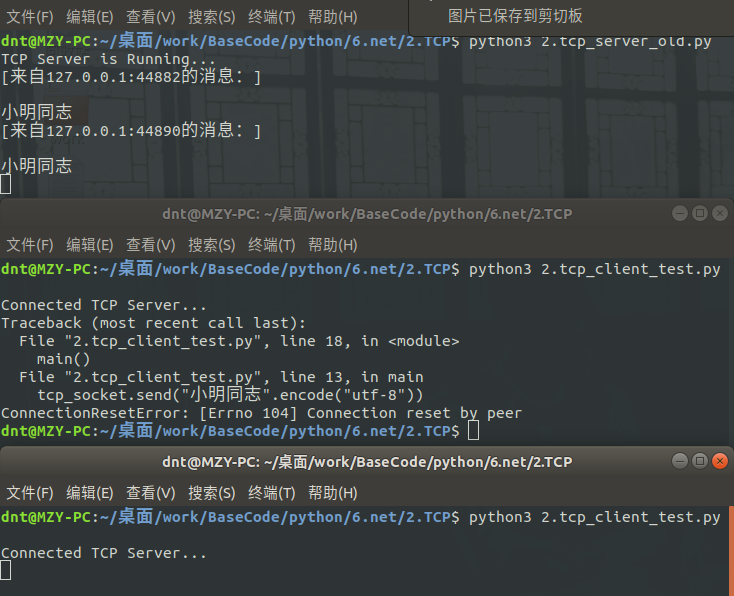 文件(F) 编辑(E) 查看(V) 搜索(S) 终端(T) 帮助(H)
图片已保存到剪切板
dnt@MZY-PC:~/桌面/work/BaseCode/python/6.net/2.TCP$ python3 2.tcp_server_old.py
TCP Server is Running...
[来自127.0.0.1:44882的消息：]
小明同志
[来自127.0.0.1:44890的消息：]
小明同志
dnt@MZY-PC: ~/桌面/work/BaseCode/python/6.net/2.TCP
文件(F) 编辑(E) 查看(V) 搜索(S) 终端(T) 帮助(H)
dnt@MZY-PC:~/桌面/work/BaseCode/python/6.net/2.TCP$ python3 2.tcp_client_test.py
Connected TCP Server...
Traceback (most recent call last):
  File "2.tcp_client_test.py", line 18, in <module>
    main()
  File "2.tcp_client_test.py", line 13, in main
    tcp_socket.send("小明同志".encode("utf-8"))
ConnectionResetError: [Errno 104] Connection reset by peer
dnt@MZY-PC:~/桌面/work/BaseCode/python/6.net/2.TCP$
dnt@MZY-PC: ~/桌面/work/BaseCode/python/6.net/2.TCP
文件(F) 编辑(E) 查看(V) 搜索(S) 终端(T) 帮助(H)
dnt@MZY-PC:~/桌面/work/BaseCode/python/6.net/2.TCP$ python3 2.tcp_client_test.py
Connected TCP Server...